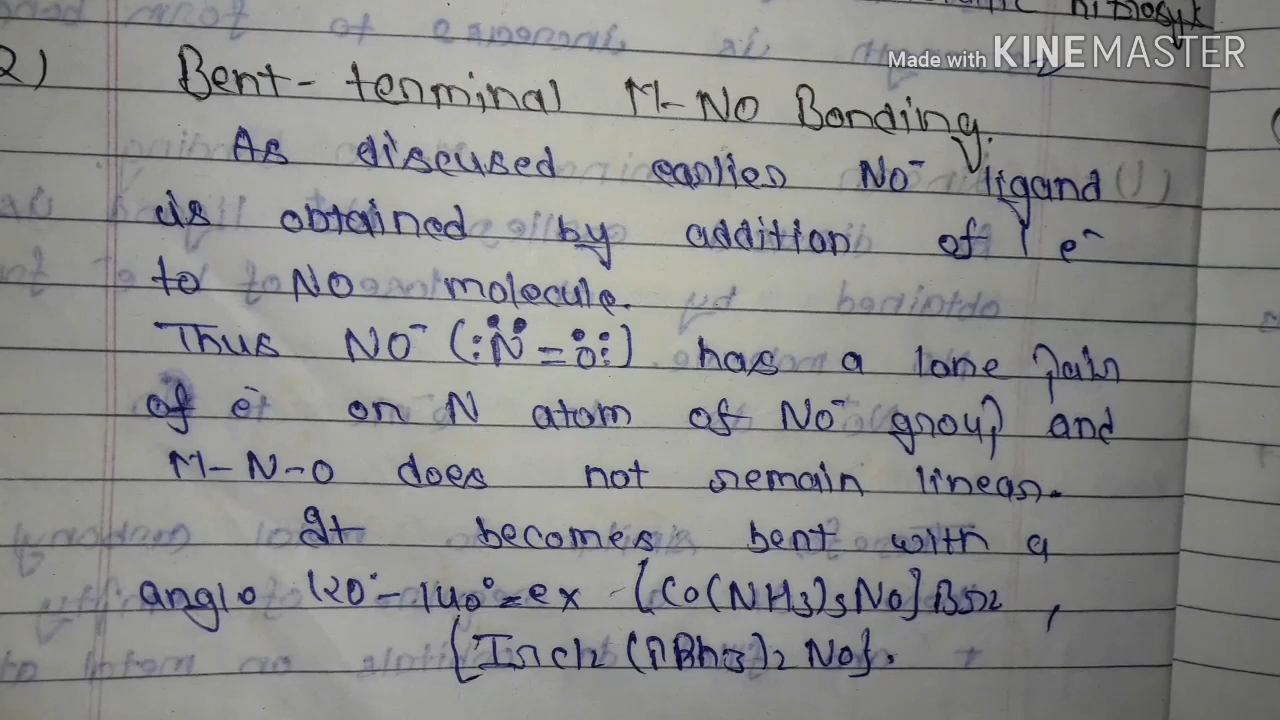 nitrosyl
Made with KINEMASTER
2) Bent-terminal M-NO Bonding.
As discused earlier NO⁻ ligand ()
is obtained by addition of 1 e⁻
to NO molecule.
Thus NO⁻ (:N̈=Ö:) has a lone pair
of e⁻ on N atom of NO⁻ group and
M-N-O does not remain linear.
It becomes bent with a
angle 120°-140° = ex [Co(NH3)5NO]Br2,
[IrCl2(PPh3)2NO].